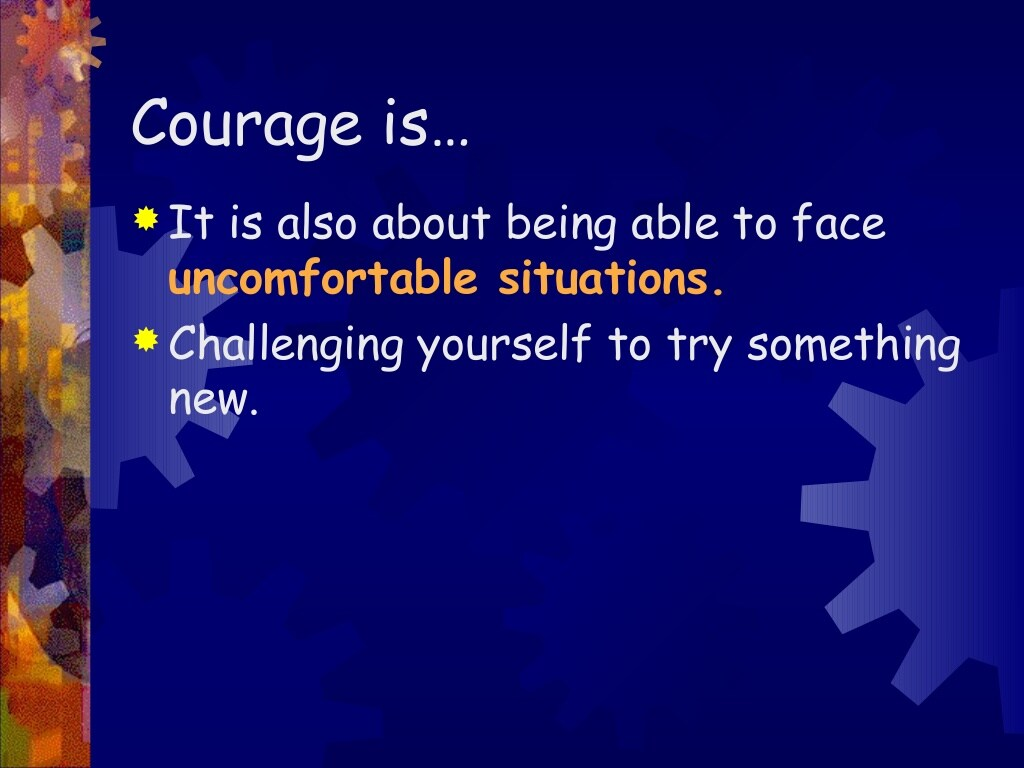 Courage is…
It is also about being able to face
uncomfortable situations.
Challenging yourself to try something
new.